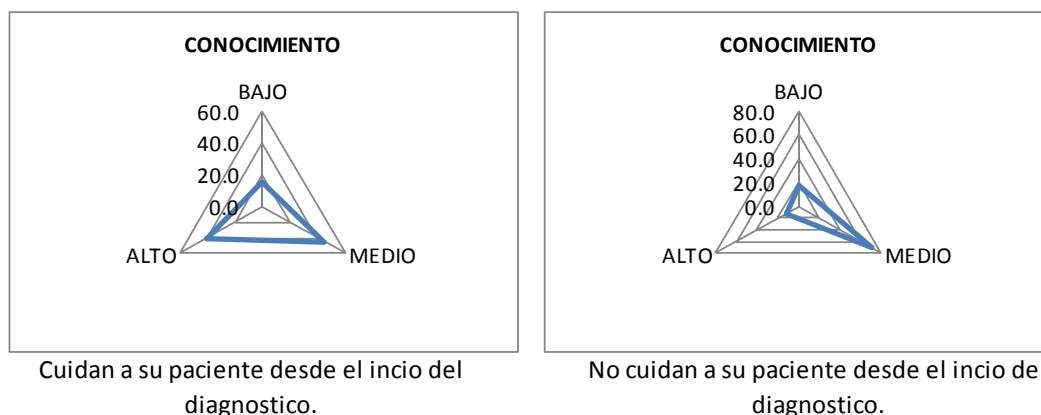 CONOCIMIENTO
BAJO
60.0
40.0
20.0
0.0
ALTO
MEDIO
Cuidan a su paciente desde el incio del
diagnostico.
CONOCIMIENTO
BAJO
80.0
60.0
40.0
20.0
0.0
ALTO
MEDIO
No cuidan a su paciente desde el incio de
diagnostico.